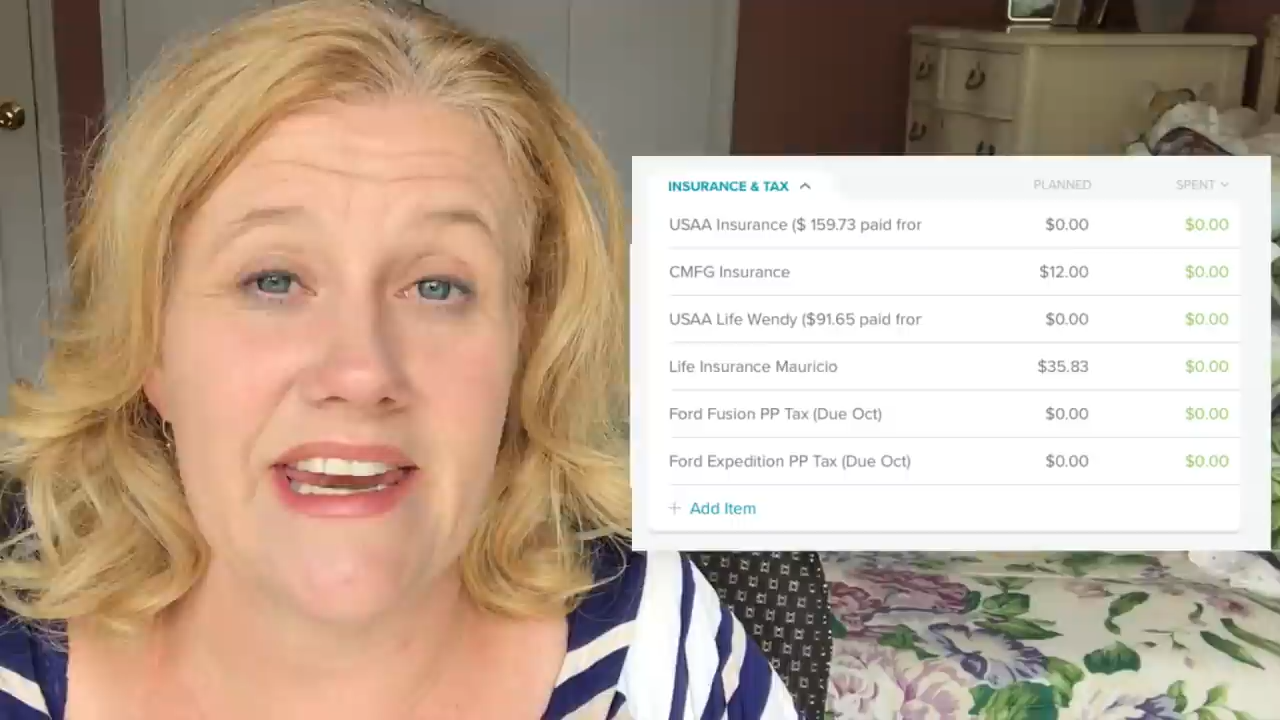 INSURANCE & TAX PLANNED SPENT
USAA Insurance ($ 159.73 paid fror $0.00 $0.00
CMFG Insurance $12.00 $0.00
USAA Life Wendy ($91.65 paid fror $0.00 $0.00
Life Insurance Mauricio $35.83 $0.00
Ford Fusion PP Tax (Due Oct) $0.00 $0.00
Ford Expedition PP Tax (Due Oct) $0.00 $0.00
+ Add Item